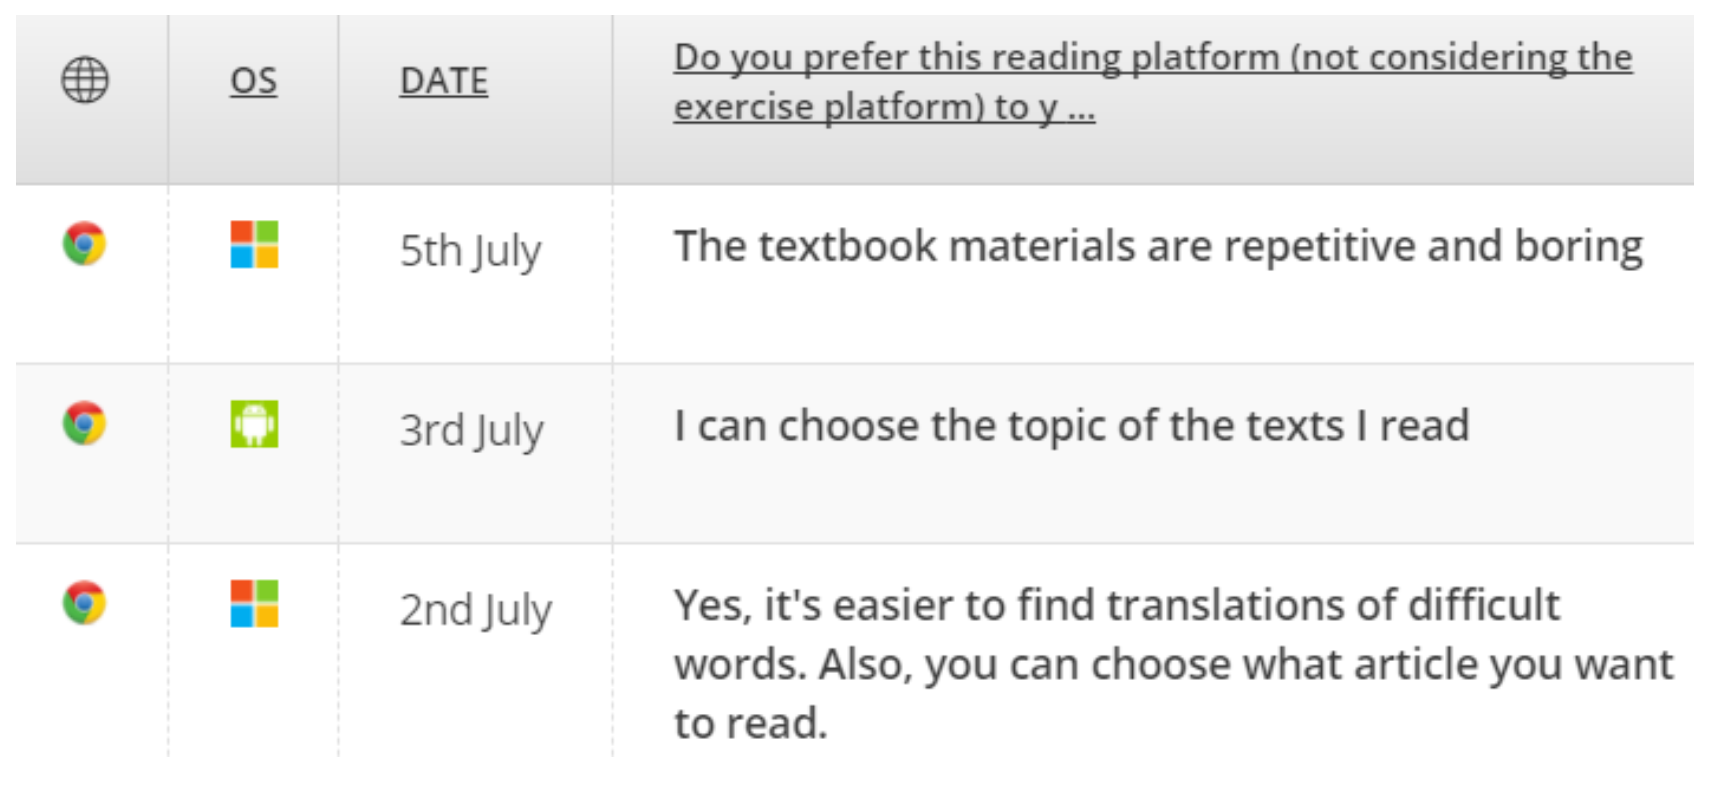 OS
DATE
Do you prefer this reading platform (not considering the
exercise platform) to y ...
5th July
The textbook materials are repetitive and boring
3rd July
I can choose the topic of the texts I read
2nd July
Yes, it's easier to find translations of difficult
words. Also, you can choose what article you want
to read.